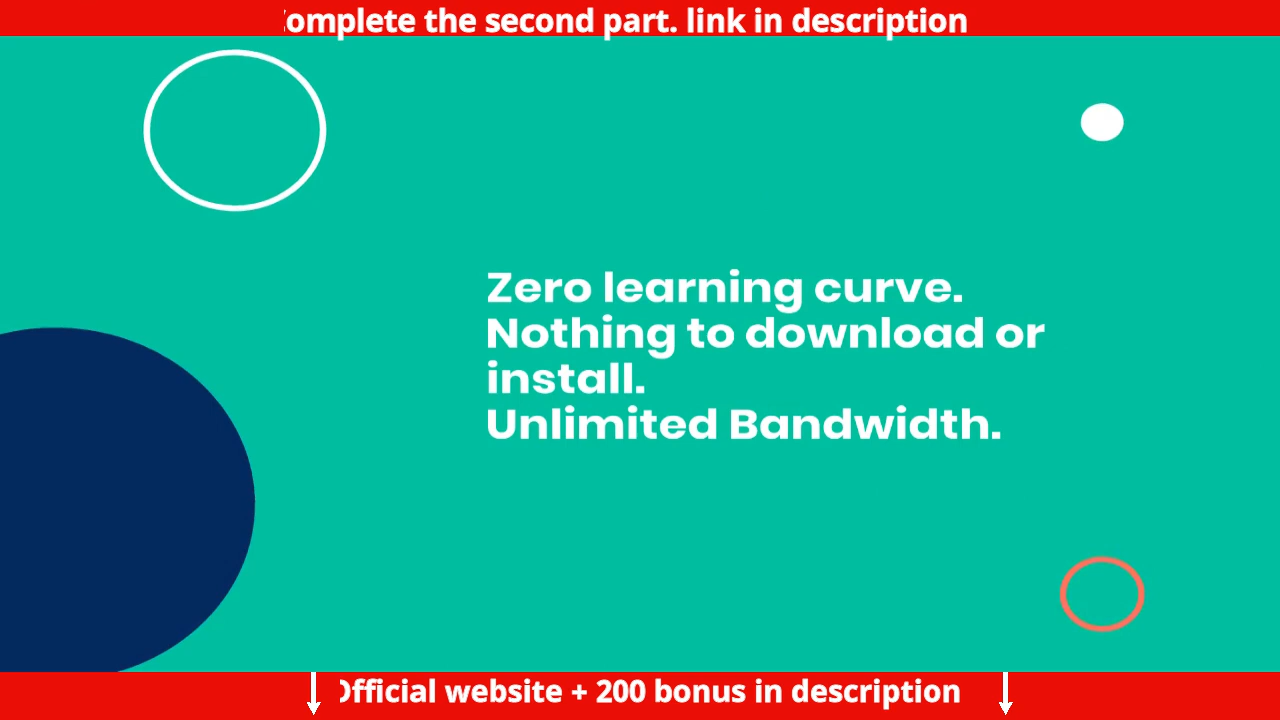 omplete the second part. link in description
Zero learning curve.
Nothing to download or
install.
Unlimited Bandwidth.
Official website + 200 bonus in description